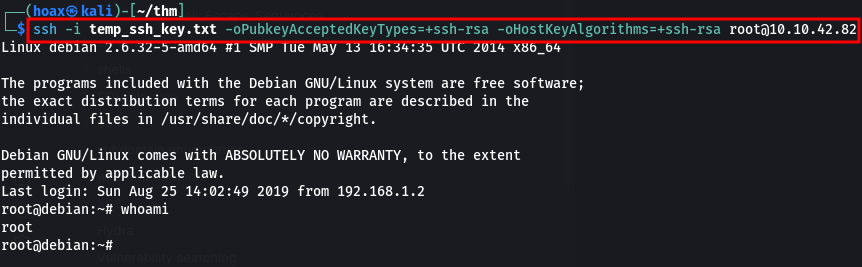 ┌──(hoax㉿kali)-[~/thm]
└─$ ssh -i temp_ssh_key.txt -oPubkeyAcceptedKeyTypes=+ssh-rsa -oHostKeyAlgorithms=+ssh-rsa root@10.10.42.82
Linux debian 2.6.32-5-amd64 #1 SMP Tue May 13 16:34:35 UTC 2014 x86_64
The programs included with the Debian GNU/Linux system are free software;
the exact distribution terms for each program are described in the
individual files in /usr/share/doc/*/copyright.
Debian GNU/Linux comes with ABSOLUTELY NO WARRANTY, to the extent
permitted by applicable law.
Last login: Sun Aug 25 14:02:49 2019 from 192.168.1.2
root@debian:~# whoami
root
root@debian:~#
Vulnerability searching